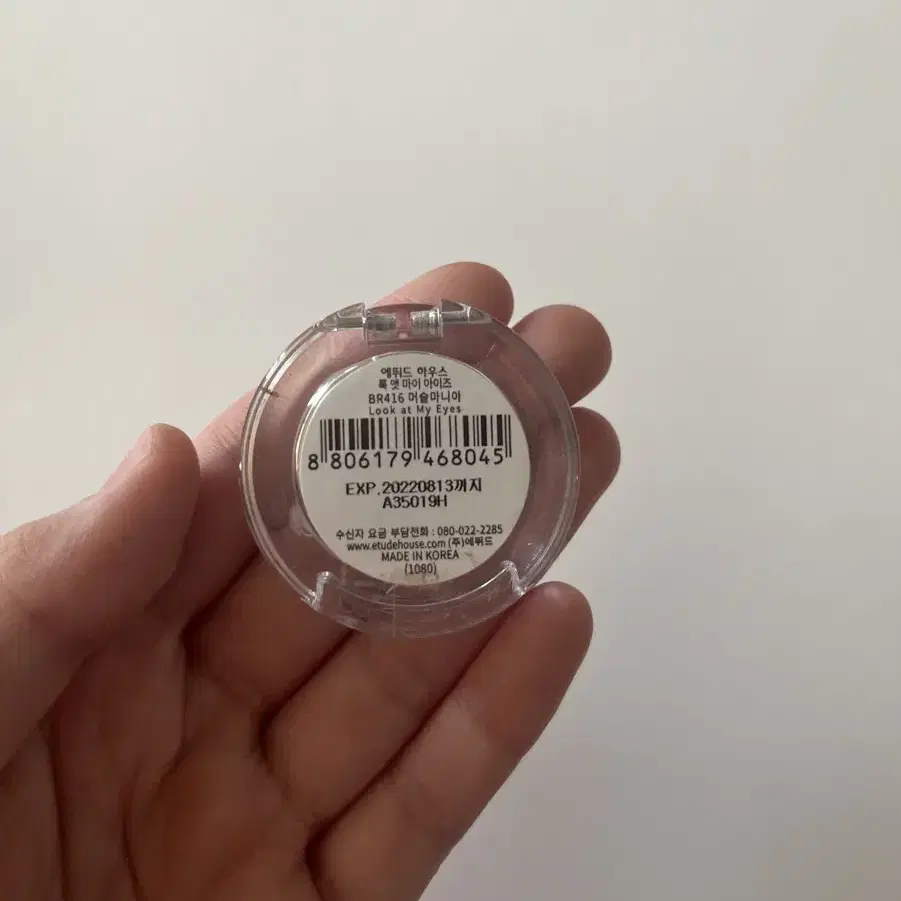 에뛰드 하우스
룩 앳 마이 아이즈
BR416 머슬마니아
Look at My Eyes
8 806179 468045
EXP.20220813까지
A35019H
수신자 요금 부담전화 : 080-022-2285
www.etudehouse.com (주)에뛰드
MADE IN KOREA
(1080)